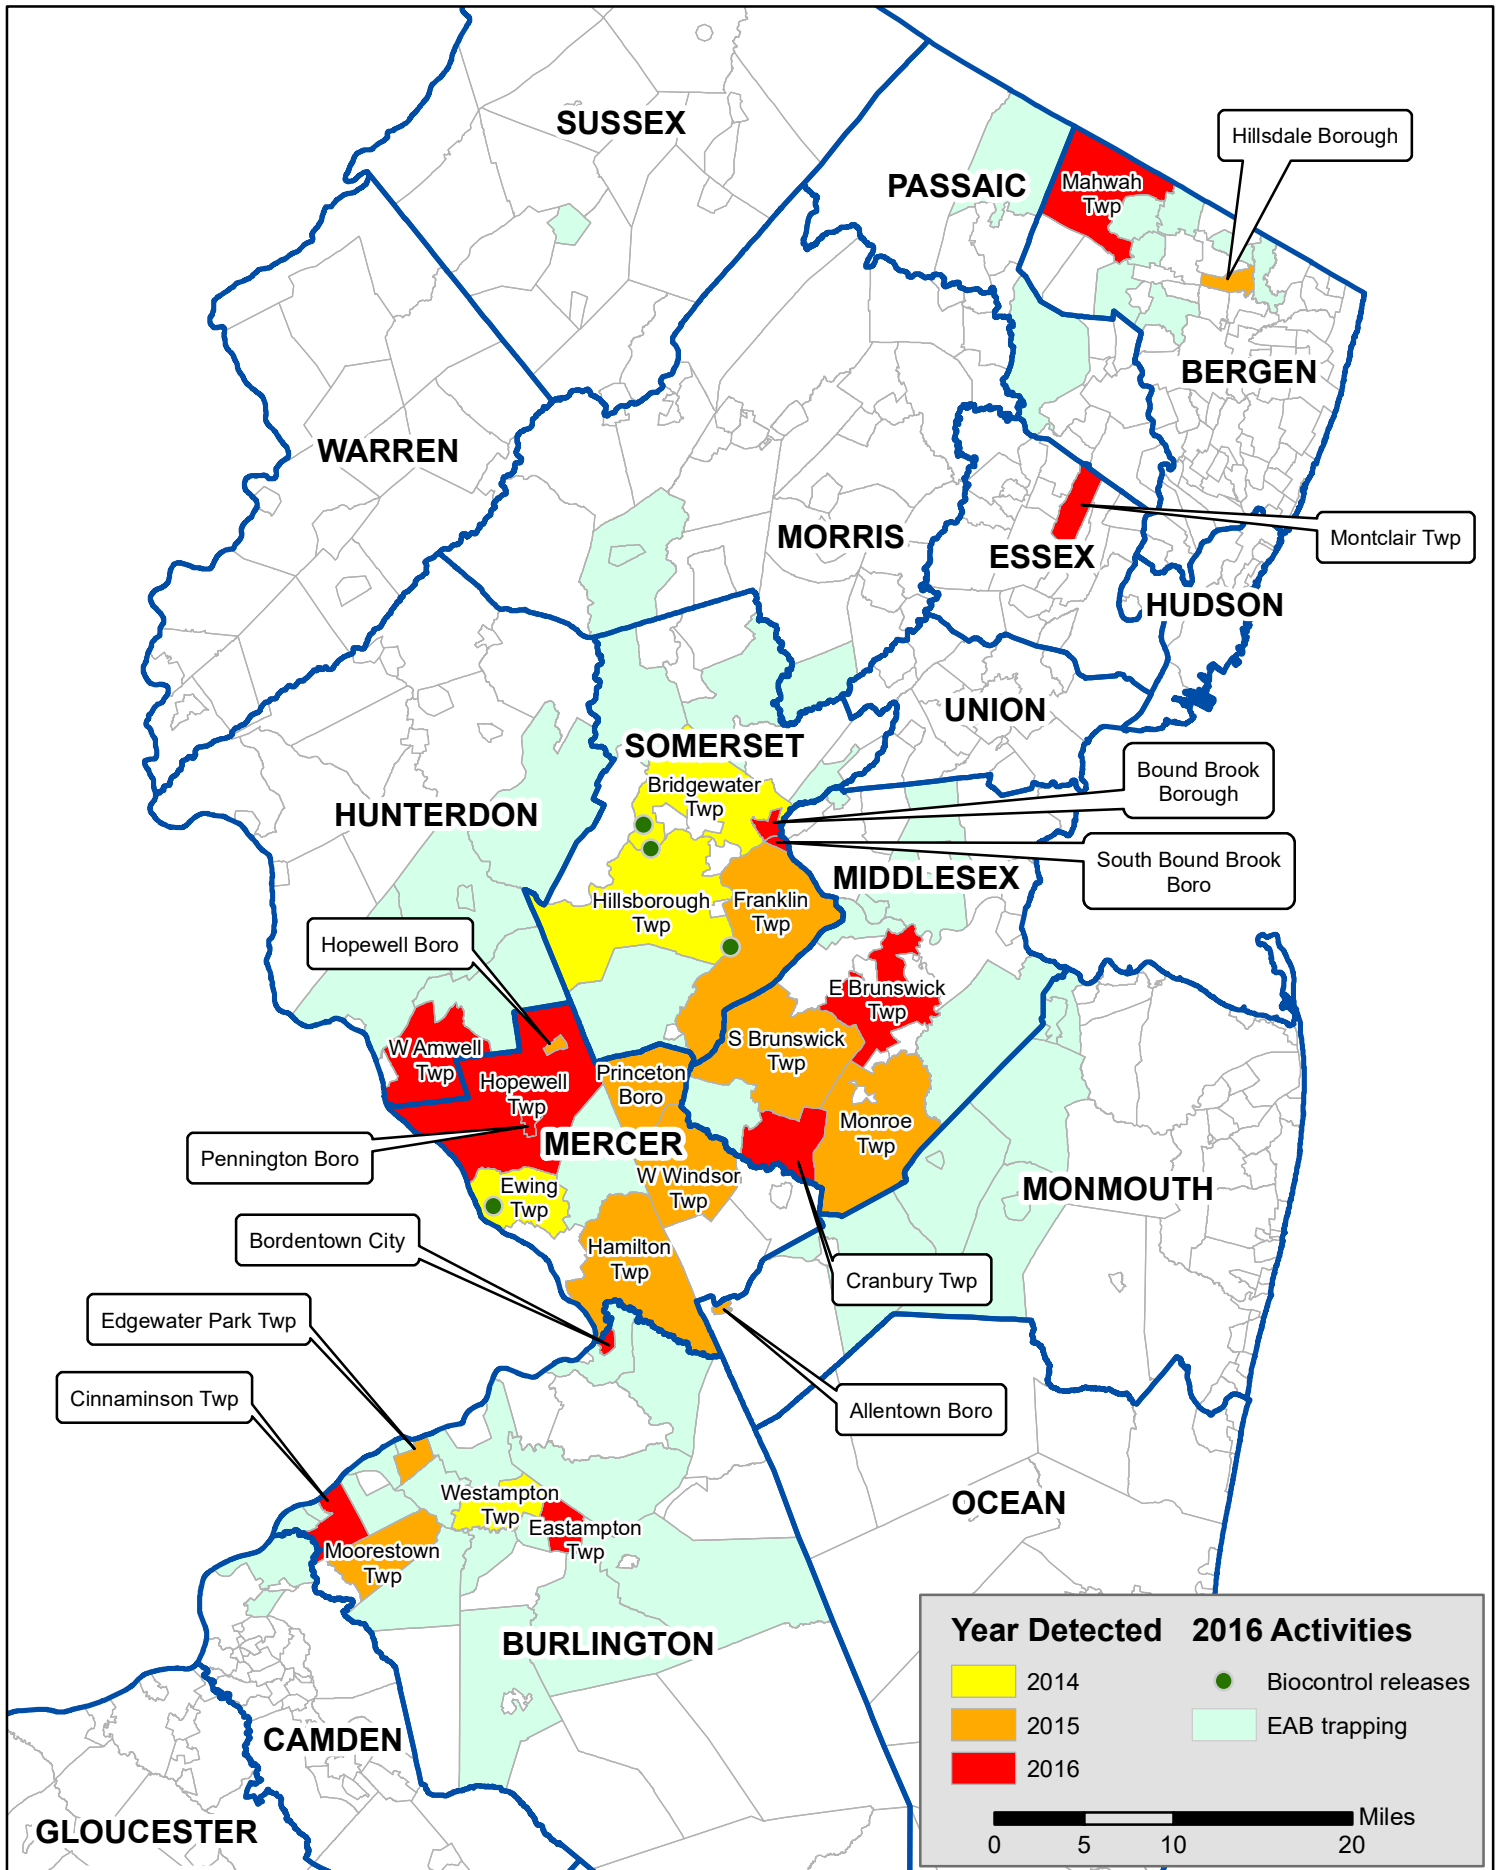 SUSSEX
Hillsdale Borough
PASSAIC
Mahwah
Twp
BERGEN
WARREN
MORRIS
Montclair Twp
ESSEX
HUDSON
UNION
SOMERSET
Bound Brook
Borough
Bridgewater
Twp
HUNTERDON
South Bound Brook
Boro
MIDDLESEX
Hillsborough
Twp
Franklin
Twp
Hopewell Boro
E Brunswick
Twp
S Brunswick
Twp
W Amwell
Twp
Hopewell
Twp
Princeton
Boro
Monroe
Twp
Pennington Boro
MERCER
W Windsor
Twp
MONMOUTH
Ewing
Twp
Bordentown City
Hamilton
Twp
Cranbury Twp
Edgewater Park Twp
Cinnaminson Twp
Allentown Boro
Westampton
Twp
OCEAN
Eastampton
Twp
Moorestown
Twp
BURLINGTON
CAMDEN
GLOUCESTER
Year Detected
2014
2015
2016
2016 Activities
Biocontrol releases
EAB trapping
Miles
0 5 10 20